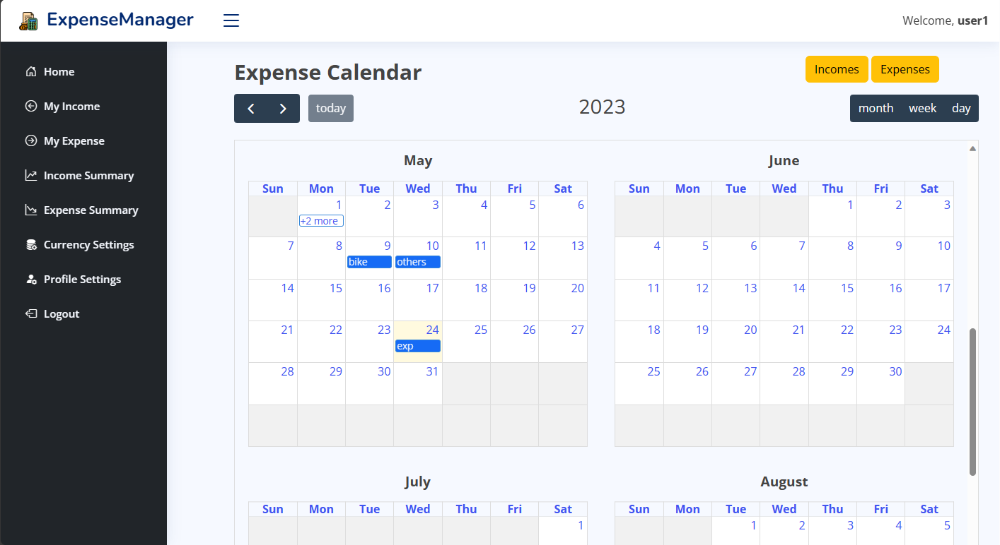 ExpenseManager
Welcome, user1
Home
My Income
My Expense
Income Summary
Expense Summary
Currency Settings
Profile Settings
Logout
Expense Calendar
Incomes Expenses
today
2023
month week day
May
Sun Mon Tue Wed Thu Fri Sat
1 2 3 4 5 6
+2 more
7 8 9 10 11 12 13
bike others
14 15 16 17 18 19 20
21 22 23 24 25 26 27
exp
28 29 30 31
June
Sun Mon Tue Wed Thu Fri Sat
1 2 3
4 5 6 7 8 9 10
11 12 13 14 15 16 17
18 19 20 21 22 23 24
25 26 27 28 29 30
July
Sun Mon Tue Wed Thu Fri Sat
1
August
Sun Mon Tue Wed Thu Fri Sat
1 2 3 4 5